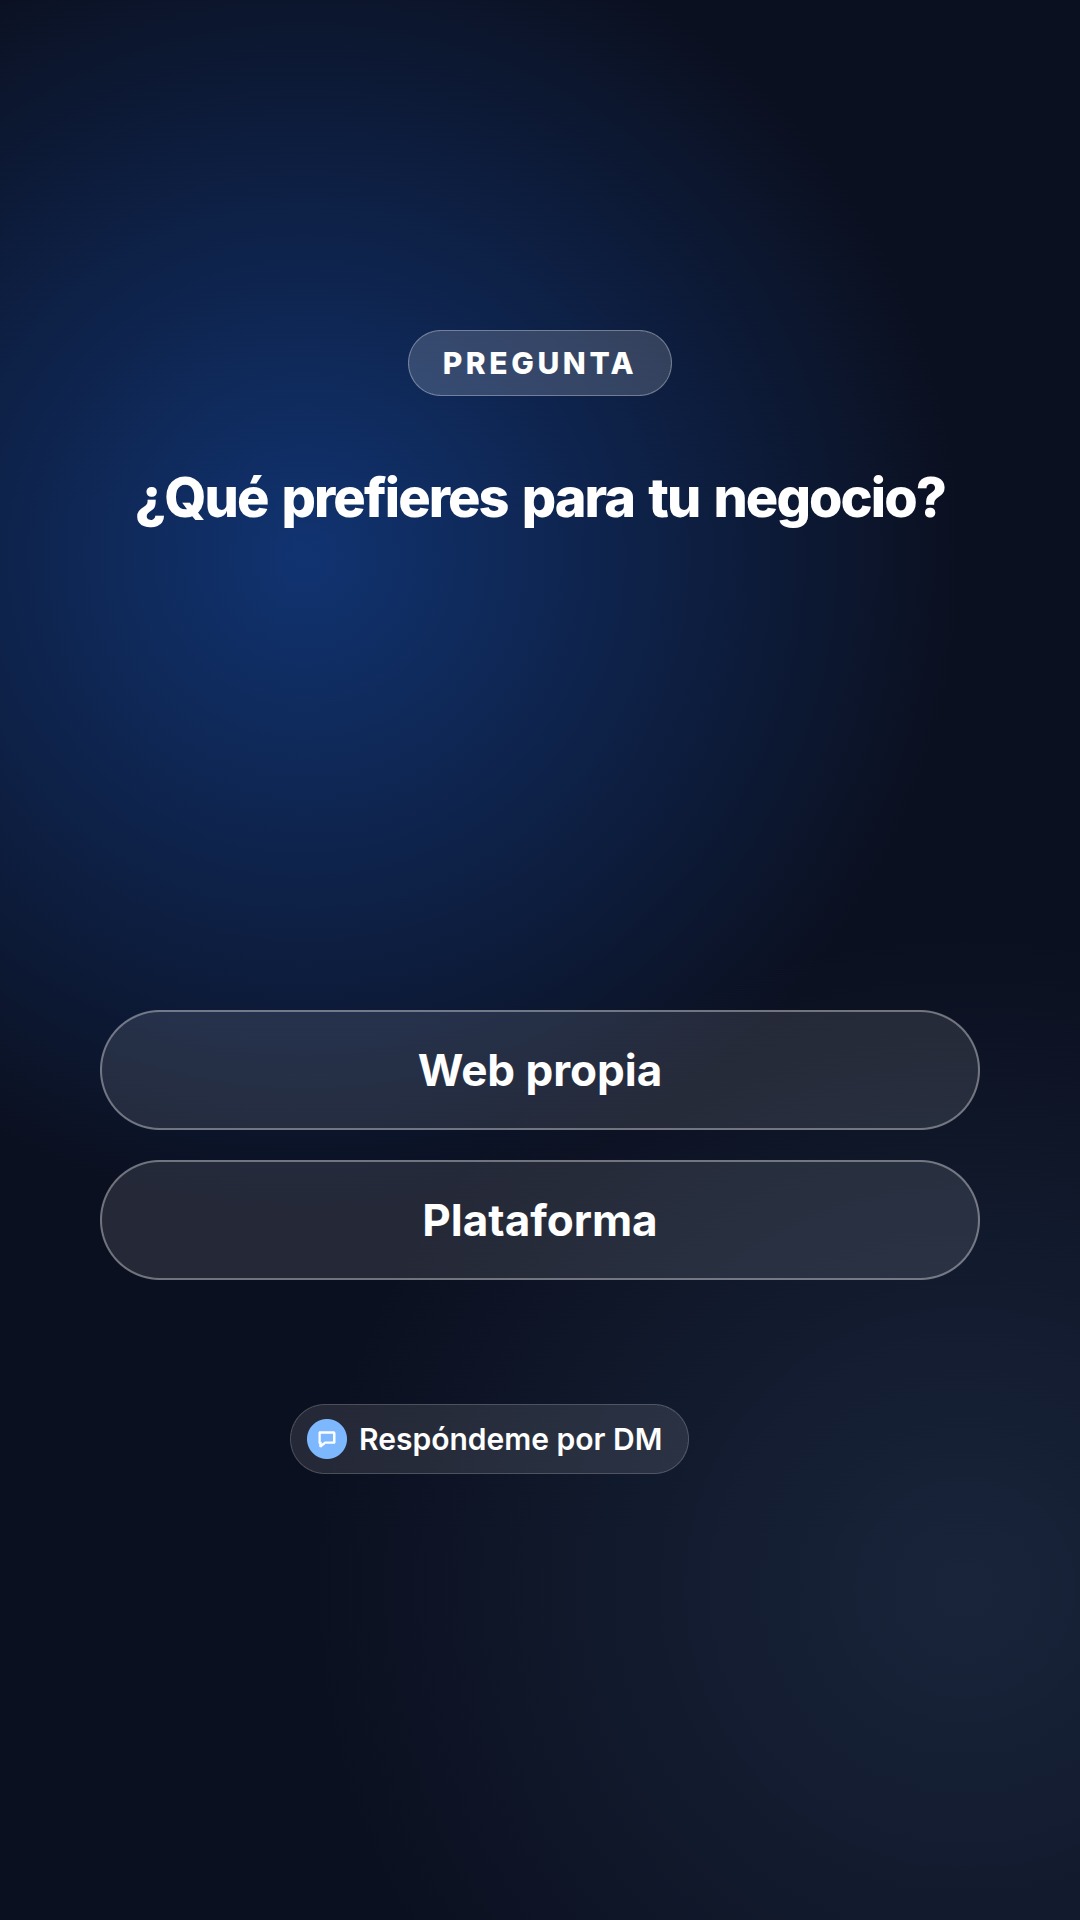 PREGUNTA
¿Qué prefieres para tu negocio?
Web propia
Plataforma
Respóndeme por DM